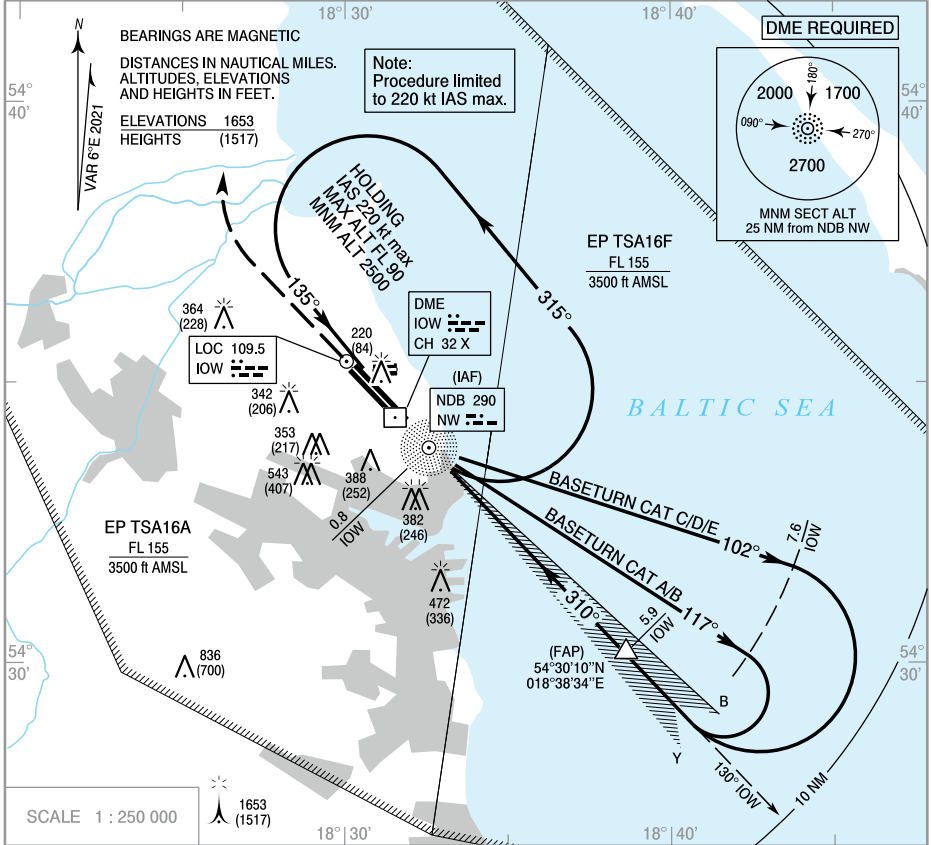 18° 30'
18° 40'
N
VAR 6°E 2021
BEARINGS ARE MAGNETIC
DISTANCES IN NAUTICAL MILES.
ALTITUDES, ELEVATIONS
AND HEIGHTS IN FEET.
ELEVATIONS 1653
HEIGHTS (1517)
Note:
Procedure limited
to 220 kt IAS max.
DME REQUIRED
180°
2000
1700
090°
270°
2700
MNM SECT ALT
25 NM from NDB NW
54°
40'
54°
40'
HOLDING
IAS 220 kt max
MAX ALT FL 90
MNM ALT 2500
135°
315°
EP TSA16F
FL 155
3500 ft AMSL
364
(228)
220
(84)
DME
IOW
CH 32 X
LOC 109.5
IOW
(IAF)
NDB 290
NW
342
(206)
BALTIC SEA
353
(217)
543
(407)
388
(252)
382
(246)
0.8
IOW
BASETURN CAT C/D/E
102°
BASETURN CAT A/B
117°
7.6
IOW
EP TSA16A
FL 155
3500 ft AMSL
472
(336)
310°
5.9
IOW
(FAP)
54°30'10"N
018°38'34"E
836
(700)
54°
30'
54°
30'
B
Y
130° IOW
10 NM
SCALE 1 : 250 000
1653
(1517)
18° 30'
18° 40'